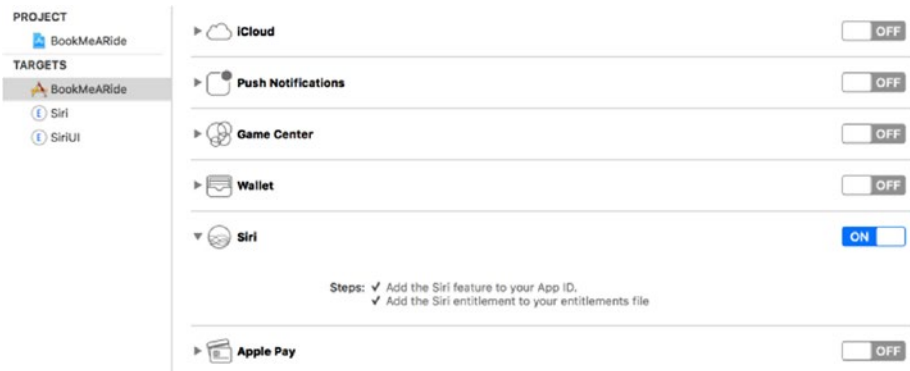 PROJECT
BookMeARide
TARGETS
BookMeARide
E Siri
E SiriUI
iCloud OFF
Push Notifications OFF
Game Center OFF
Wallet OFF
Siri ON
Steps: ✓ Add the Siri feature to your App ID.
✓ Add the Siri entitlement to your entitlements file
Apple Pay OFF